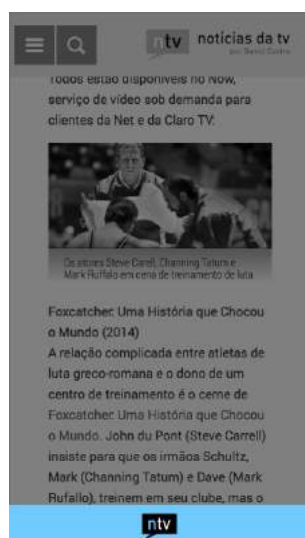 ntv notícias da tv
por Daniel Castro
Todos estão disponíveis no Now,
serviço de vídeo sob demanda para
clientes da Net e da Claro TV:
Os atores Steve Carell, Channing Tatum e
Mark Ruffalo em cena de treinamento de luta
Foxcatcher: Uma História que Chocou
o Mundo (2014)
A relação complicada entre atletas de
luta greco-romana e o dono de um
centro de treinamento é o cerne de
Foxcatcher: Uma História que Chocou
o Mundo. John du Pont (Steve Carrell)
insiste para que os irmãos Schultz,
Mark (Channing Tatum) e Dave (Mark
Rufallo), treinem em seu clube, mas o
ntv